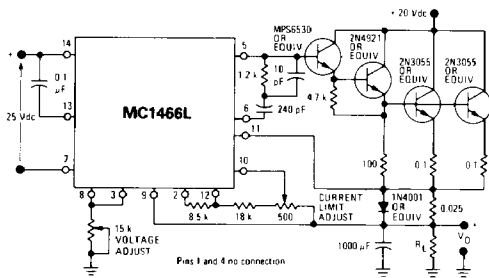 + 20 Vdc
MPS6530
OR
EQUIV
2N4921
OR
EQUIV
2N3055
OR
EQUIV
2N3055
OR
EQUIV
+
14
5
0.1
µF
1.2 k
10
pF
4.7 k
240 pF
MC1466L
13
6
25 Vdc
11
7
10
100
0.1
0.1
8
3
9
2
12
CURRENT
LIMIT
ADJUST
1N4001
OR
EQUIV
0.025
8.5 k
18 k
500
+
15 k
VOLTAGE
ADJUST
1000 µF
RL
VO
Pins 1 and 4 no connection